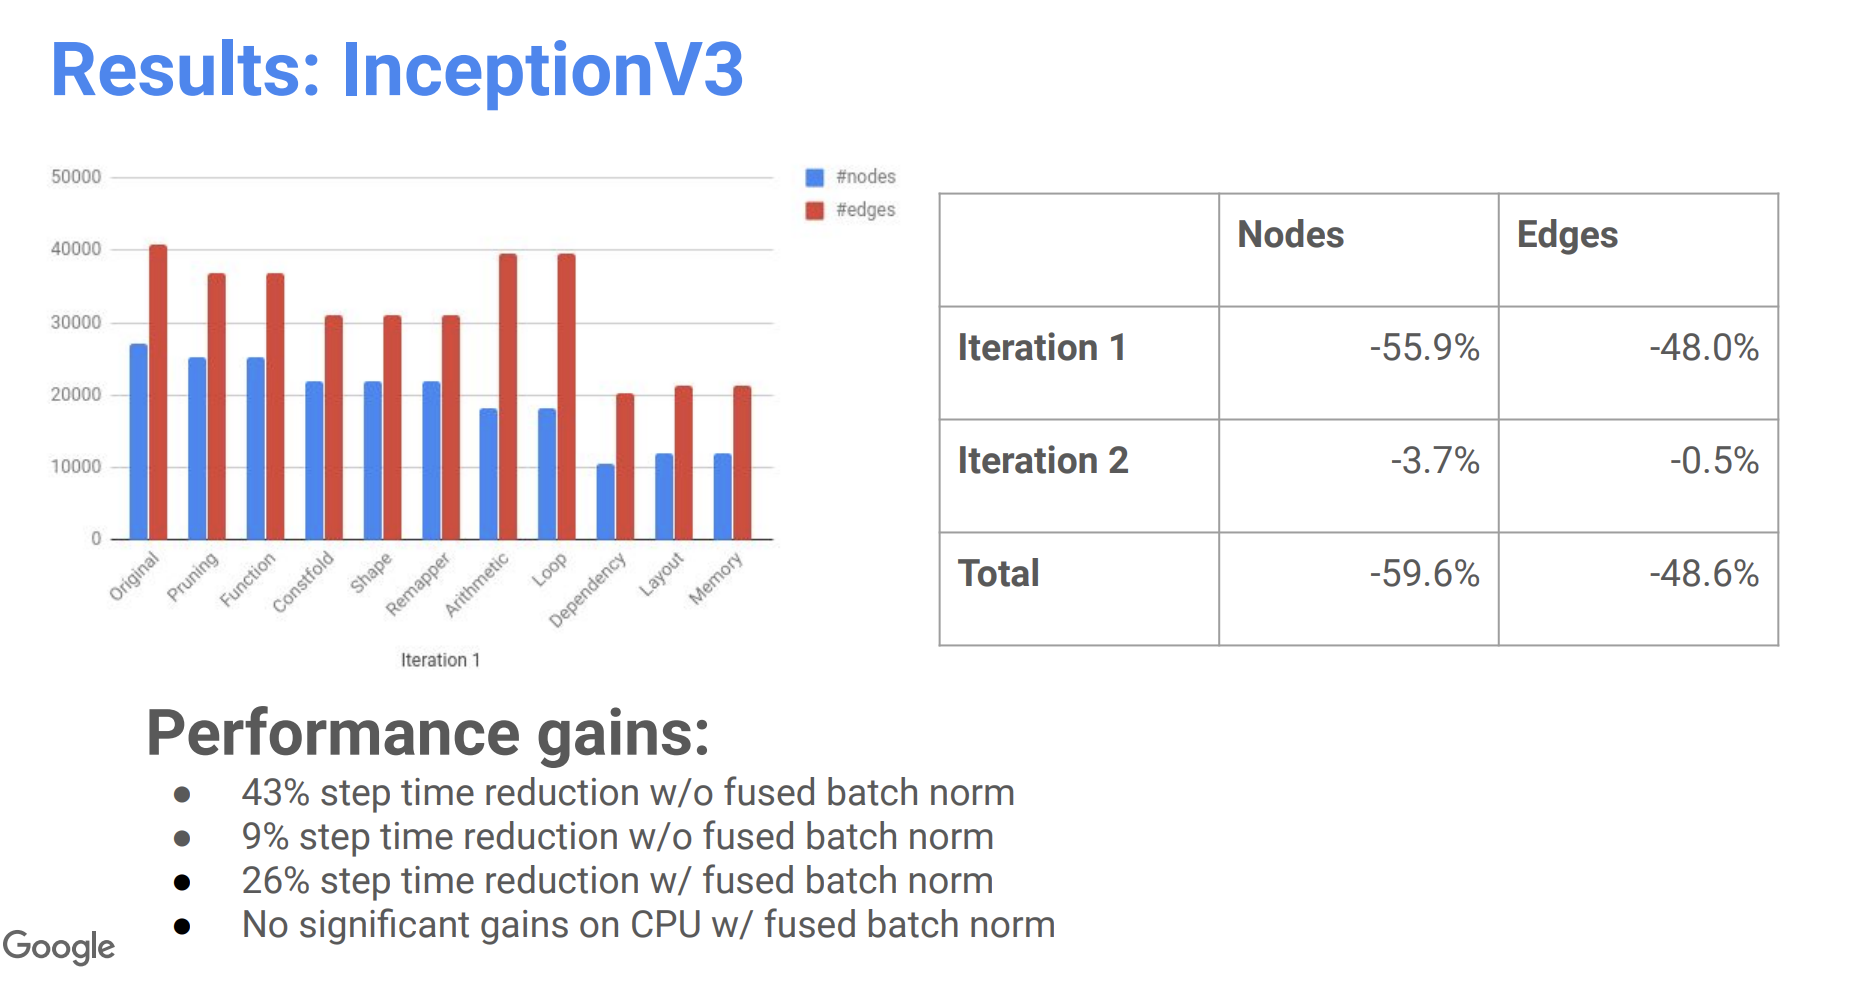 Results: InceptionV3
50000
40000
30000
20000
10000
0
#nodes
#edges
Original
Pruning
Function
Constfold
Shape
Remapper
Arithmetic
Loop
Dependency
Layout
Memory
Iteration 1
Nodes Edges
Iteration 1 -55.9% -48.0%
Iteration 2 -3.7% -0.5%
Total -59.6% -48.6%
Performance gains:
● 43% step time reduction w/o fused batch norm
● 9% step time reduction w/o fused batch norm
● 26% step time reduction w/ fused batch norm
● No significant gains on CPU w/ fused batch norm
Google